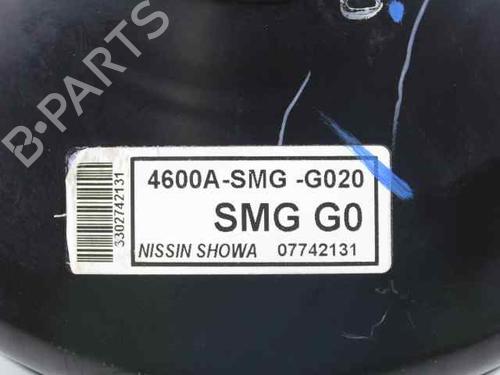 B·PARTS
4600A-SMG -G020
SMG G0
NISSIN SHOWA 07742131
3302742131